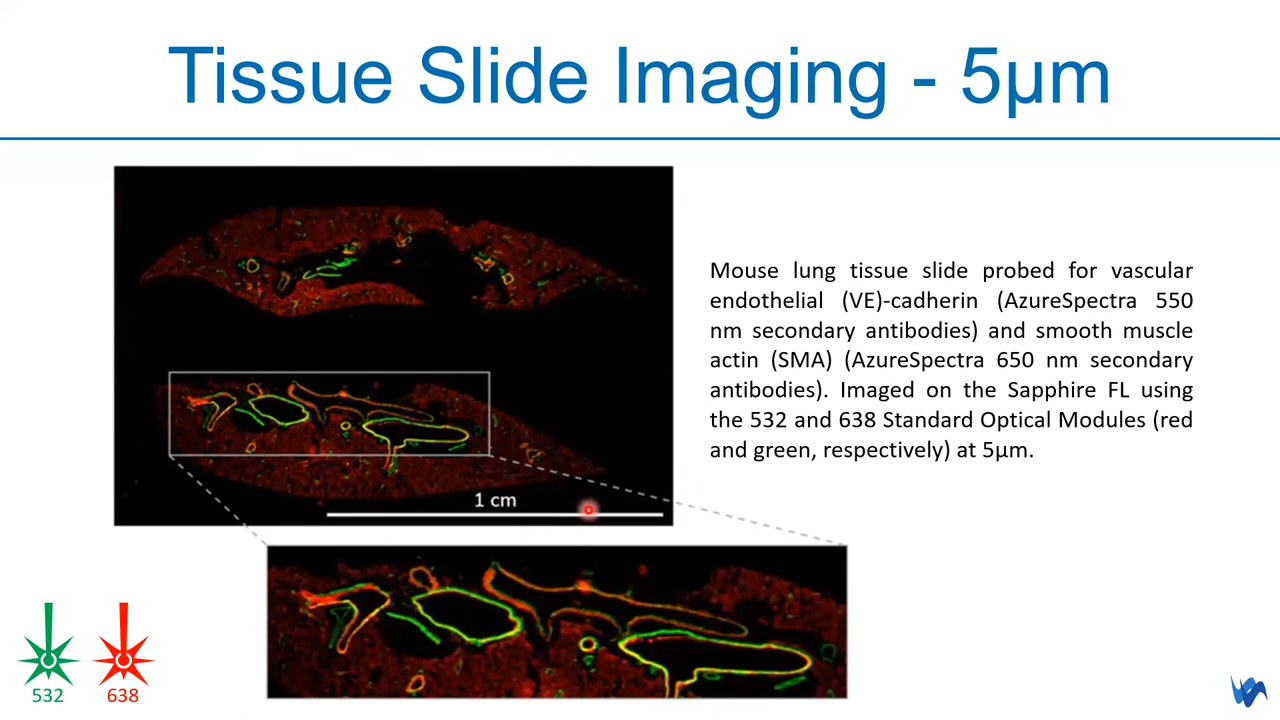 Tissue Slide Imaging - 5µm
Mouse lung tissue slide probed for vascular
endothelial (VE)-cadherin (AzureSpectra 550
nm secondary antibodies) and smooth muscle
actin (SMA) (AzureSpectra 650 nm secondary
antibodies). Imaged on the Sapphire FL using
the 532 and 638 Standard Optical Modules (red
and green, respectively) at 5µm.
1 cm
532
638